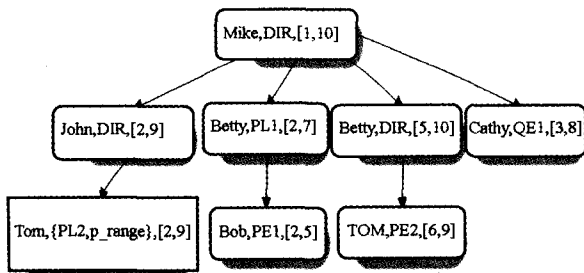 Mike,DIR,[1,10]
John,DIR,[2,9]
Betty,PL1,[2,7]
Betty,DIR,[5,10]
Cathy,QE1,[3,8]
Tom,{PL2,p_range},[2,9]
Bob,PE1,[2,5]
TOM,PE2,[6,9]